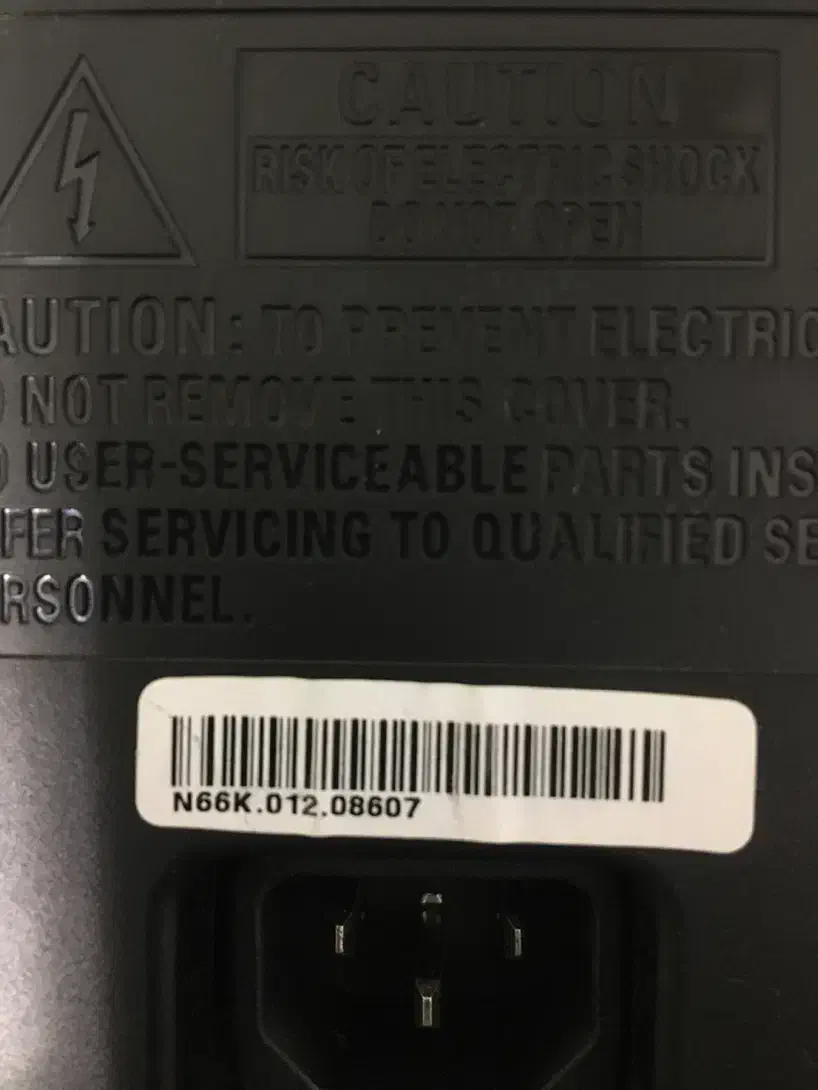 CAUTION
RISK OF ELECTRIC SHOCK
DO NOT OPEN
AUTION: TO PREVENT ELECTRIC
O NOT REMOVE THIS COVER.
O USER-SERVICEABLE PARTS INS
FER SERVICING TO QUALIFIED SE
RSONNEL.
N66K.012.08607